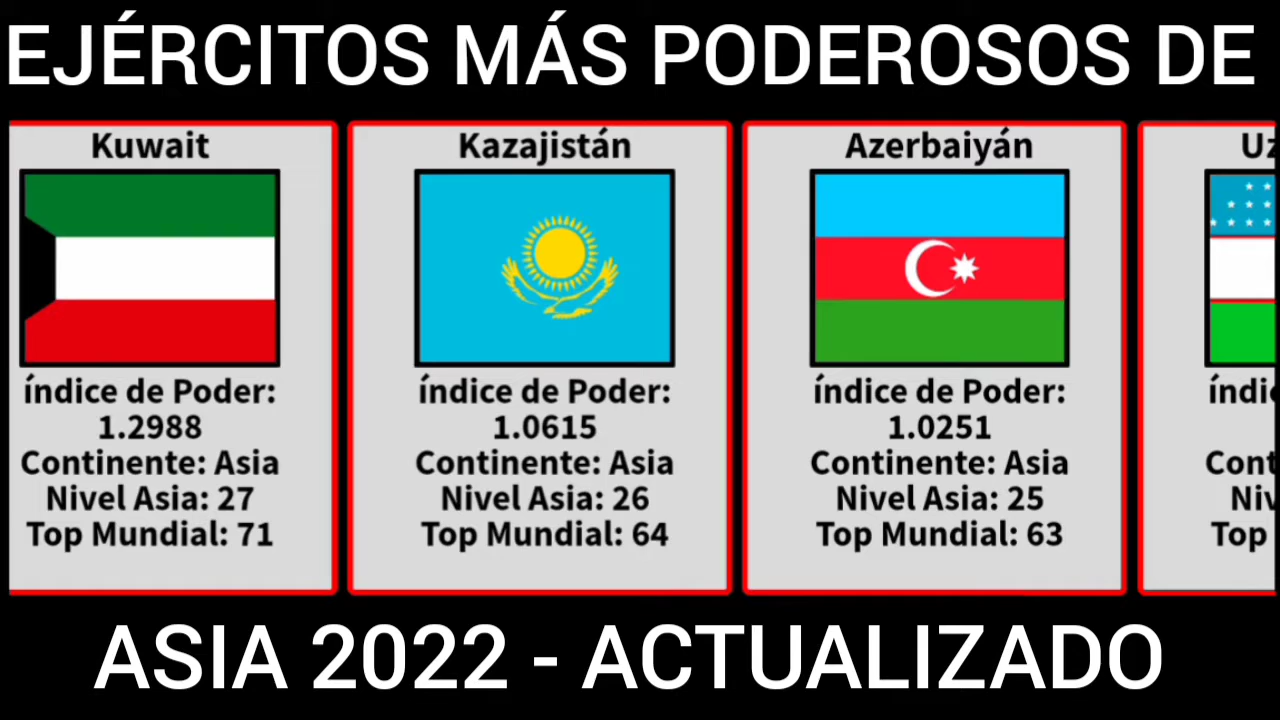 EJÉRCITOS MÁS PODEROSOS DE
Kuwait
índice de Poder:
1.2988
Continente: Asia
Nivel Asia: 27
Top Mundial: 71
Kazajistán
índice de Poder:
1.0615
Continente: Asia
Nivel Asia: 26
Top Mundial: 64
Azerbaiyán
índice de Poder:
1.0251
Continente: Asia
Nivel Asia: 25
Top Mundial: 63
Top
ASIA 2022 - ACTUALIZADO